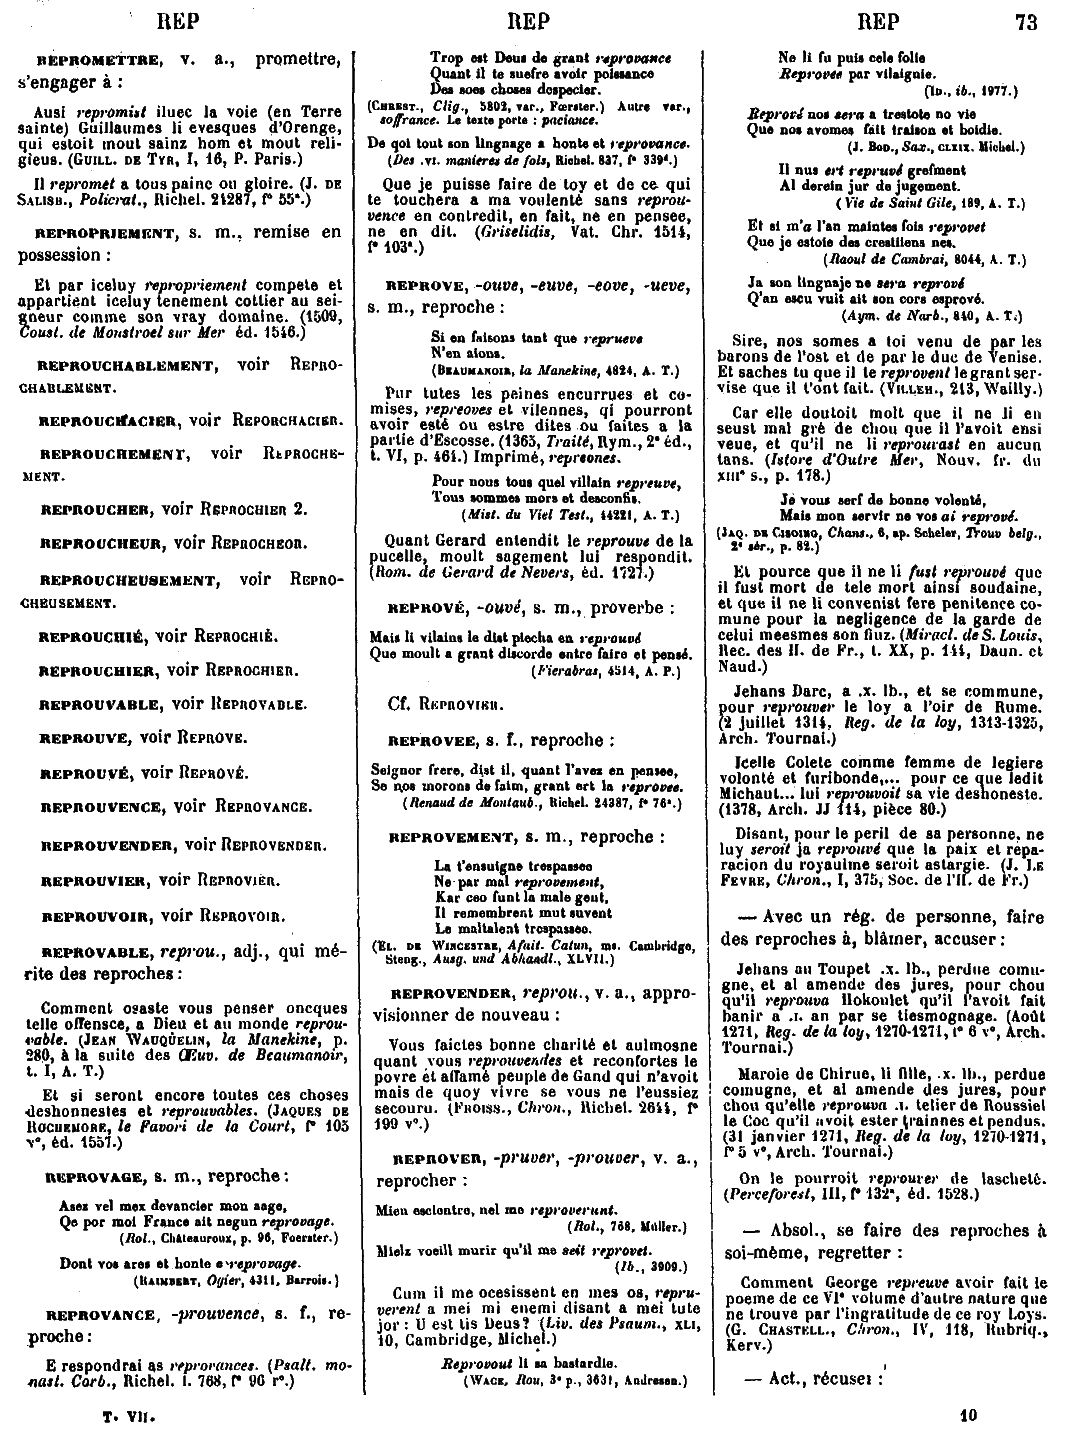 REP
REP
REP 73
REPROMETTRE, v. a., promettre,
s'engager à :
Ausi repromist iluec la voie (en Terre
sainte) Guillaumes li evesques d'Orenge,
qui estoit mout sainz hom et mout reli-
gieus. (GUILL. DE TYR, I, 16, P. Paris.)
Il repromet a tous paine ou gloire. (J. DE
SALISB., Policrat., Richel. 24287, f° 55ª.)
REPROPRIEMENT, s. m., remise en
possession :
Et par iceluy repropriement compete et
appartient iceluy tenement cottier au sei-
gneur comme son vray domaine. (1509,
Coust. de Monstroel sur Mer éd. 1546.)
REPROUCHABLEMENT, voir REPRO-
CHABLEMENT.
REPROUCHACIER, voir REPORCHACIER.
REPROUCHEMENT, voir REPROCHE-
MENT.
REPROUCHER, voir REPROCHIER 2.
REPROUCHEUR, voir REPROCHEOR.
REPROUCHEUSEMENT, voir REPRO-
CHEUSEMENT.
REPROUCHIÉ, voir REPROCHIÉ.
REPROUCHIER, voir REPROCHIER.
REPROUVABLE, voir REPROVABLE.
REPROUVE, voir REPROVE.
REPROUVÉ, voir REPROVÉ.
REPROUVENCE, voir REPROVANCE.
REPROUVENDER, voir REPROVENDER.
REPROUVIER, voir REPROVIER.
REPROUVOIR, voir REPROVOIR.
REPROVABLE, reprou., adj., qui mé-
rite des reproches :
Comment osaste vous penser oncques
telle offensce, a Dieu et au monde reprou-
vable. (JEAN WAUQUELIN, la Manekine, p.
280, à la suite des Œuv. de Beaumanoir,
t. I, A. T.)
Et si seront encore toutes ces choses
deshonnestes et reprouvables. (JAQUES DE
ROCHEMORE, le Favori de la Court, f° 105
v°, éd. 1557.)
REPROVAGE, s. m., reproche :
Asez vel mex devancier mon aage,
Qe por moi France ait negun reprovage.
(Rol., Châteauroux, p. 96, Foerster.)
Dont vos ares et honte e reprovage.
(RAIMBERT, Ogier, 4311, Barrois.)
REPROVANCE, -prouvence, s. f., re-
proche :
E respondrai as reprovances. (Psalt. mo-
nast. Corb., Richel. l. 768, f° 96 r°.)
T. VII.
Trop est Deus de grant reprovance
Quant il te suefre avoir poissance
Des soes choses despecier.
(CHREST., Clig., 5802, var., Fœrster.) Autre var.,
soffrance. Le texte porte : paciance.
De qoi tout son lingnage a honte et reprovance.
(Des .VI. manieres de fols, Richel. 837, f° 339ᵈ.)
Que je puisse faire de toy et de ce qui
te touchera a ma voulenté sans reprou-
vence en contredit, en fait, ne en pensee,
ne en dit. (Griselidis, Vat. Chr. 1514,
f° 103ª.)
REPROVE, -ouve, -euve, -eove, -ueve,
s. m., reproche :
Si en faisons tant que reprueve
N'en aions.
(BEAUMANOIR, la Manekine, 4824, A. T.)
Pur tutes les peines encurrues et co-
mises, repreoves et vilennes, qi pourront
avoir esté ou estre dites ou faites a la
partie d'Escosse. (1365, Traité, Rym., 2ᵉ éd.,
t. VI, p. 464.) Imprimé, repreones.
Pour nous tous quel villain repreuve,
Tous sommes mors et desconfis.
(Mist. du Viel Test., 44221, A. T.)
Quant Gerard entendit le reprouve de la
pucelle, moult sagement lui respondit.
(Rom. de Gerard de Nevers, éd. 1727.)
REPROVÉ, -ouvé, s. m., proverbe :
Mais li vilains le dist piecha en reprouvé
Que moult a grant discorde entre faire et pensé.
(Fierabras, 4514, A. P.)
Cf. REPROVIER.
REPROVEE, s. f., reproche :
Seignor frere, dist il, quant l'avez en pensee,
Se nos morons de faim, grant ert la reprovee.
(Renaud de Montaub., Richel. 24387, f° 76ª.)
REPROVEMENT, s. m., reproche :
La t'ensuigne trespassee
Ne par mal reprovement,
Kar ceo funt la male gent,
Il remembrent mut suvent
Le maltalent trespassee.
(EL. DE WINCESTRE, Afait. Catun, ms. Cambridge,
Steng., Ausg. und Abhandl., XLVII.)
REPROVENDER, reprou., v. a., appro-
visionner de nouveau :
Vous faictes bonne charité et aulmosne
quant vous reprouvendes et reconfortes le
povre et affamé peuple de Gand qui n'avoit
mais de quoy vivre se vous ne l'eussiez
secouru. (FROISS., Chron., Richel. 2644, f°
199 v°.)
REPROVER, -pruver, -prouver, v. a.,
reprocher :
Mien escientre, nel me reproverunt.
(Rol., 768, Müller.)
Mielz voeill murir qu'il me seit reprovet.
(Ib., 3909.)
Cum il me ocesissent en mes os, repru-
verent a mei mi enemi disant a mei tute
jor : U est tis Deus? (Liv. des Psaum., XLI,
10, Cambridge, Michel.)
Reprovout li sa bastardie.
(WACE, Rou, 3ᵉ p., 3631, Andresen.)
Ne li fu puis cele folie
Reprovee par vilaignie.
(ID., ib., 1977.)
Reprové nos sera a trestote no vie
Que nos avomes fait traison et boidie.
(J. BOD., Sax., CLXIX. Michel.)
Il nus ert repruvé grefment
Al derein jur de jugement.
(Vie de Saint Gile, 189, A. T.)
Et si m'a l'an maintes fois reprovet
Que je estoie des crestiiens nes.
(Raoul de Cambrai, 8044, A. T.)
Ja son lingnaje ne sera reprové
Q'an escu vuit ait son cors esprové.
(Aym. de Narb., 840, A. T.)
Sire, nos somes a toi venu de par les
barons de l'ost et de par le duc de Venise.
Et saches tu que il te reprovent le grant ser-
vise que il t'ont fait. (VILLEH., 213, Wailly.)
Car elle doutoit molt que il ne li en
seust mal gré de chou que il l'avoit ensi
veue, et qu'il ne li reprourast en aucun
tans. (Istore d'Outre Mer, Nouv. fr. du
XIIIᵉ s., p. 178.)
Je vous serf de bonne volenté,
Mais mon servir ne vos ai reprové.
(JAQ. DE CISOING, Chans., 6, ap. Scheler, Trouv belg.,
2ᵉ sér., p. 82.)
Et pource que il ne li fust reprouvé que
il fust mort de tele mort ainsi soudaine,
et que il ne li convenist fere penitence co-
mune pour la negligence de la garde de
celui meesmes son fiuz. (Miracl. de S. Louis,
Rec. des H. de Fr., t. XX, p. 144, Daun. et
Naud.)
Jehans Darc, a .x. lb., et se commune,
pour reprouver le loy a l'oir de Rume.
(2 juillet 1314, Reg. de la loy, 1313-1325,
Arch. Tournai.)
Icelle Colete comme femme de legiere
volonté et furibonde,... pour ce que ledit
Michaut... lui reprouvoit sa vie deshoneste.
(1378, Arch. JJ 114, pièce 80.)
Disant, pour le peril de sa personne, ne
luy seroit ja reprouvé que la paix et repa-
racion du royaulme seroit astargie. (J. LE
FEVRE, Chron., I, 375, Soc. de l'H. de Fr.)
— Avec un rég. de personne, faire
des reproches à, blâmer, accuser :
Jehans au Toupet .x. lb., perdue comu-
gne, et al amende des jures, pour chou
qu'il reprouva Hokoulet qu'il l'avoit fait
banir a .I. an par se tiesmognage. (Août
1271, Reg. de la loy, 1270-1271, f° 6 v°, Arch.
Tournai.)
Maroie de Chirue, li fille, .x. lb., perdue
comugne, et al amende des jures, pour
chou qu'elle reprouva .I. telier de Roussiel
le Coc qu'il avoit ester trainnes et pendus.
(31 janvier 1271, Reg. de la loy, 1270-1271,
f° 5 v°, Arch. Tournai.)
On le pourroit reprouver de lascheté.
(Perceforest, III, f° 132ª, éd. 1528.)
— Absol., se faire des reproches à
soi-même, regretter :
Comment George repreuve avoir fait le
poeme de ce VIᵉ volume d'autre nature que
ne trouve par l'ingratitude de ce roy Loys.
(G. CHASTELL., Chron., IV, 118, Rubriq.,
Kerv.)
— Act., récuser :
10